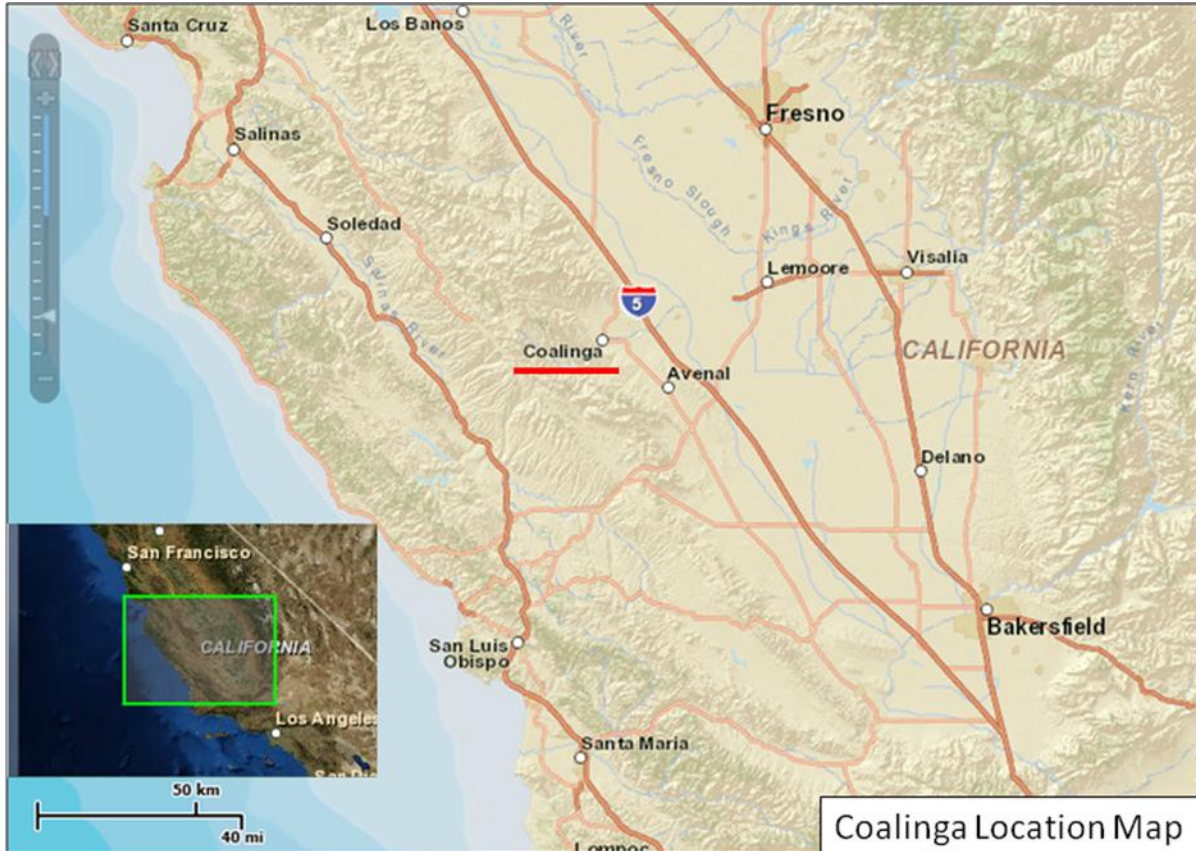 Santa Cruz
Los Banos
River
Fresno
Salinas
Fresno Slough
Kings River
Soledad
Salinas River
Lemoore
Visalia
5
Coalinga
CALIFORNIA
Avenal
Kern River
Delano
San Francisco
CALIFORNIA
Los Angeles
Bakersfield
San Luis
Obispo
Santa Maria
50 km
40 mi
Lompoc
Coalinga Location Map